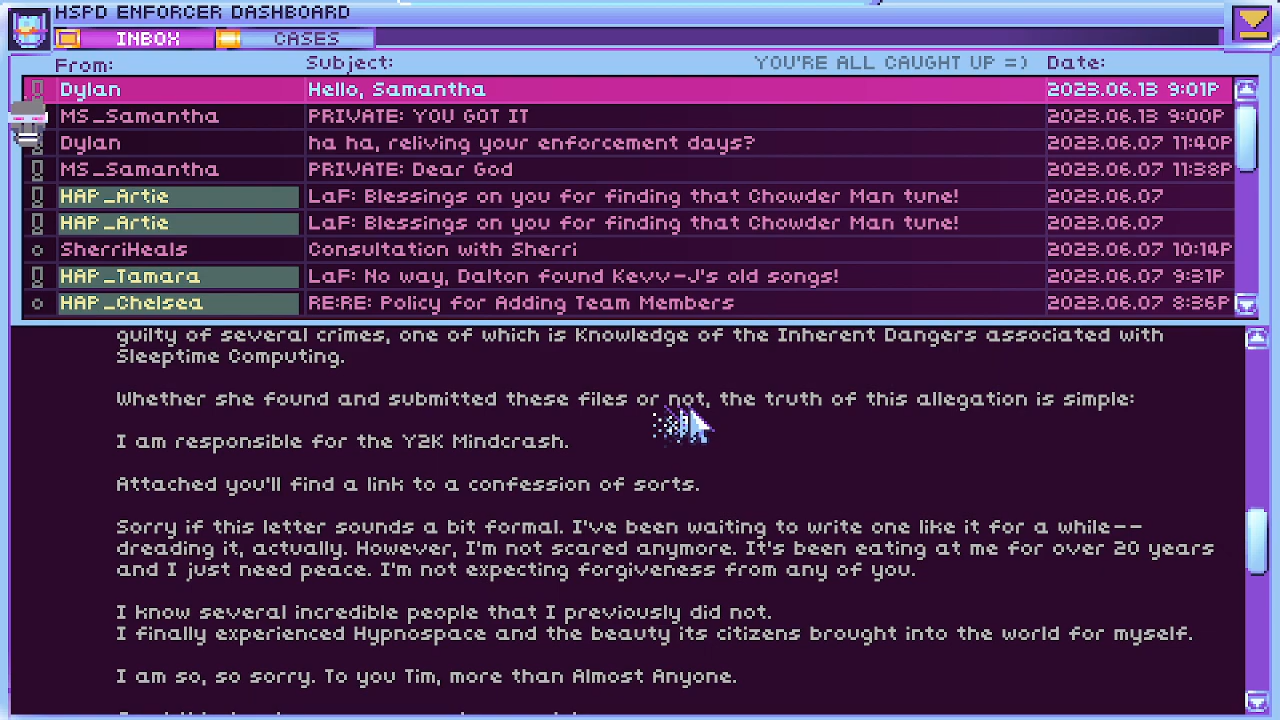 HSPD ENFORCER DASHBOARD
INBOX CASES
From: Subject: YOU'RE ALL CAUGHT UP =) Date:
Dylan Hello, Samantha 2023.06.13 9:01P
MS_Samantha PRIVATE: YOU GOT IT 2023.06.13 9:00P
Dylan ha ha, reliving your enforcement days? 2023.06.07 11:40P
MS_Samantha PRIVATE: Dear God 2023.06.07 11:38P
HAP_Artie LaF: Blessings on you for finding that Chowder Man tune! 2023.06.07
HAP_Artie LaF: Blessings on you for finding that Chowder Man tune! 2023.06.07
SherriHeals Consultation with Sherri 2023.06.07 10:14P
HAP_Tamara LaF: No way, Dalton found Kevv-J's old songs! 2023.06.07 9:31P
HAP_Chelsea RE:RE: Policy for Adding Team Members 2023.06.07 8:36P
guilty of several crimes, one of which is Knowledge of the Inherent Dangers associated with
Sleeptime Computing.
Whether she found and submitted these files or not, the truth of this allegation is simple:
I am responsible for the Y2K Mindcrash.
Attached you'll find a link to a confession of sorts.
Sorry if this letter sounds a bit formal. I've been waiting to write one like it for a while--
dreading it, actually. However, I'm not scared anymore. It's been eating at me for over 20 years
and I just need peace. I'm not expecting forgiveness from any of you.
I know several incredible people that I previously did not.
I finally experienced Hypnospace and the beauty its citizens brought into the world for myself.
I am so, so sorry. To you Tim, more than Almost Anyone.